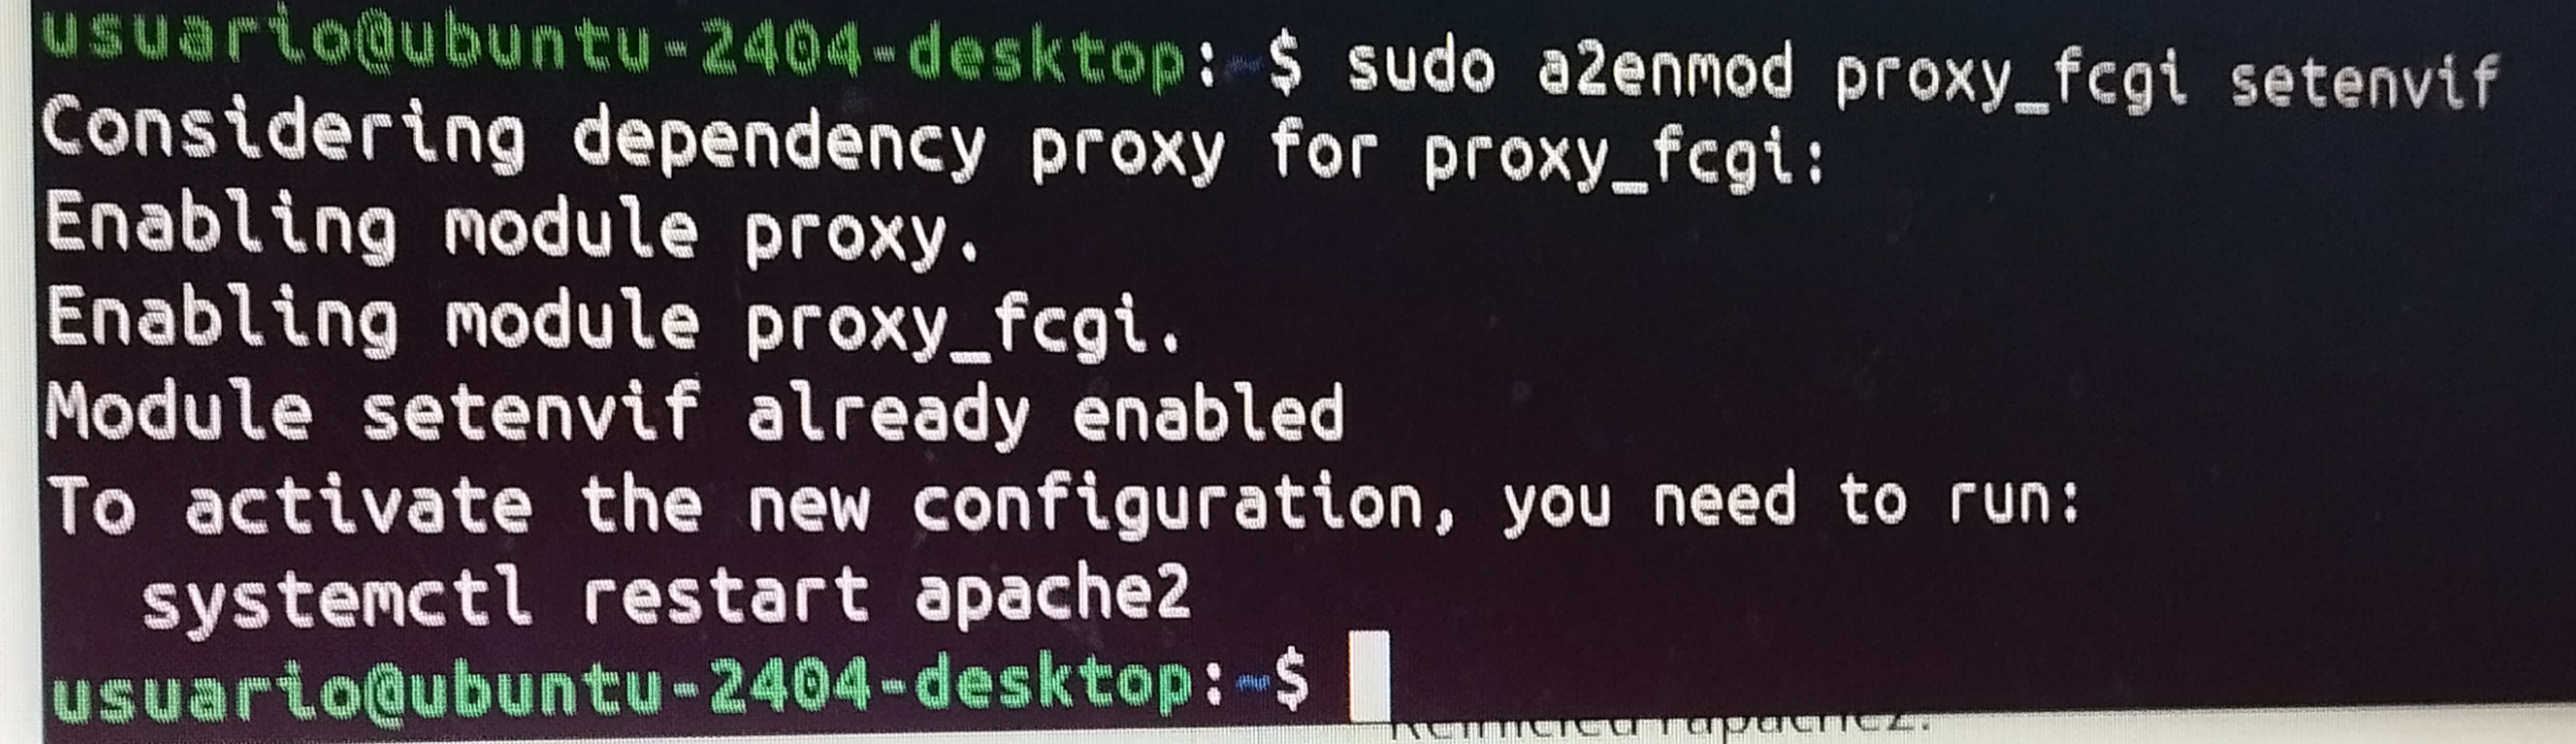 usuario@ubuntu-2404-desktop:~$ sudo a2enmod proxy_fcgi setenvif
Considering dependency proxy for proxy_fcgi:
Enabling module proxy.
Enabling module proxy_fcgi.
Module setenvif already enabled
To activate the new configuration, you need to run:
  systemctl restart apache2
usuario@ubuntu-2404-desktop:~$